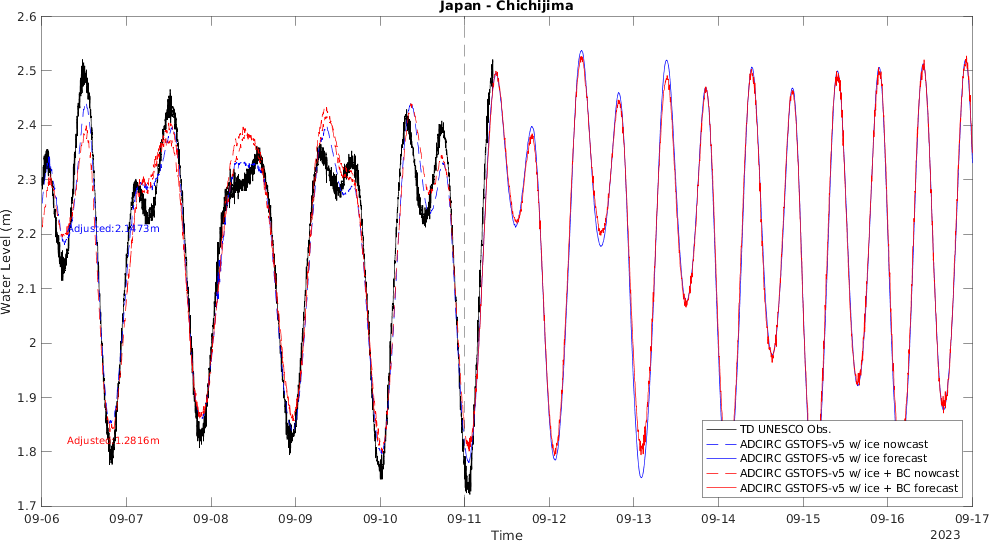 Japan - Chichijima
2.6
2.5
2.4
2.3
2.2
2.1
2
1.9
1.8
1.7
Water Level (m)
Adjusted:2.1473m
Adjusted:1.2816m
TD UNESCO Obs.
ADCIRC GSTOFS-v5 w/ ice nowcast
ADCIRC GSTOFS-v5 w/ ice forecast
ADCIRC GSTOFS-v5 w/ ice + BC nowcast
ADCIRC GSTOFS-v5 w/ ice + BC forecast
09-06 09-07 09-08 09-09 09-10 09-11 09-12 09-13 09-14 09-15 09-16 09-17
Time
2023